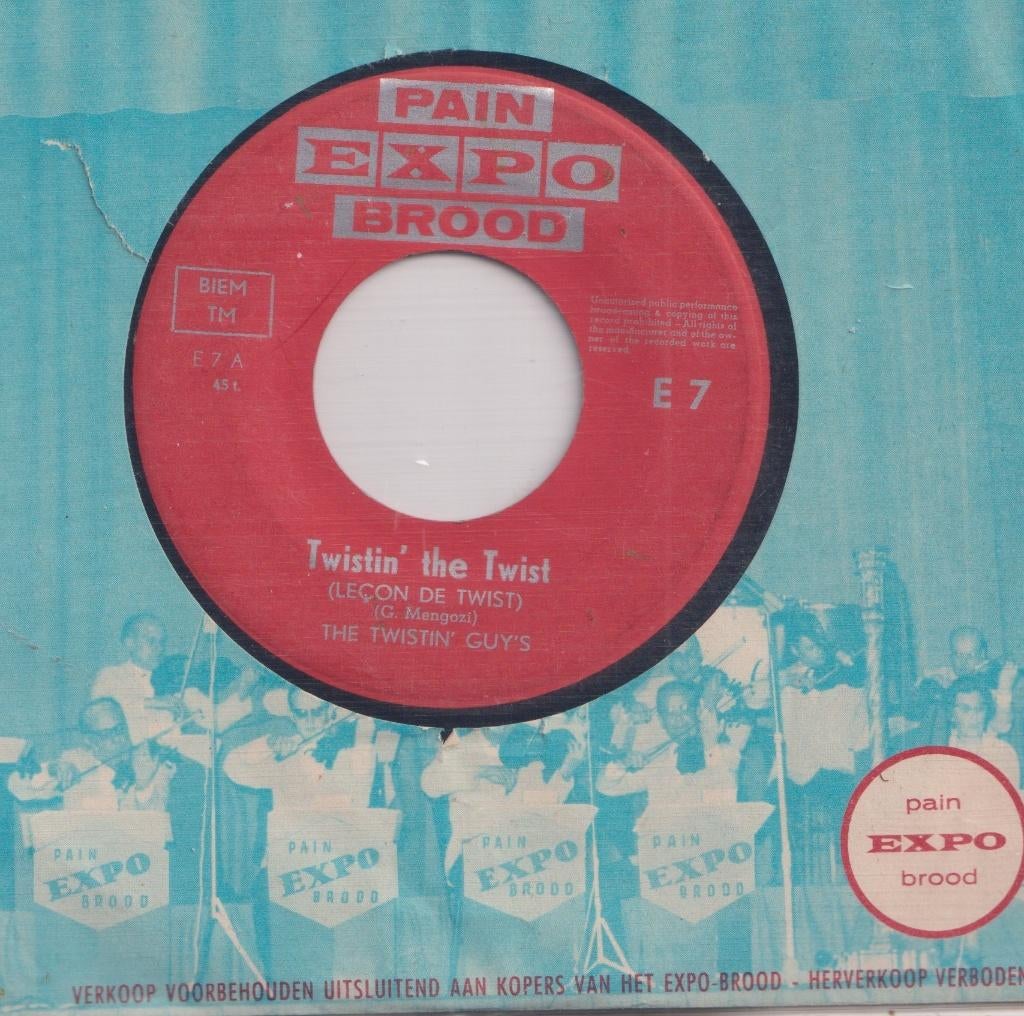 PAIN
EXPO
BROOD
BIEM
TM
E 7 A
45 t.
Unautorised public performance
broadcasting & copying of this
record prohibited - All rights of
the manufacturer and of the ow-
ner of the recorded work are
reserved.
E 7
Twistin' the Twist
(LEÇON DE TWIST)
(G. Mengozi)
THE TWISTIN' GUY'S
pain
EXPO
brood
PAIN
EXPO
BROOD
PAIN
EXPO
BROOD
PAIN
EXPO
BROOD
PAIN
EXPO
BROOD
VERKOOP VOORBEHOUDEN UITSLUITEND AAN KOPERS VAN HET EXPO-BROOD - HERVERKOOP VERBODEN